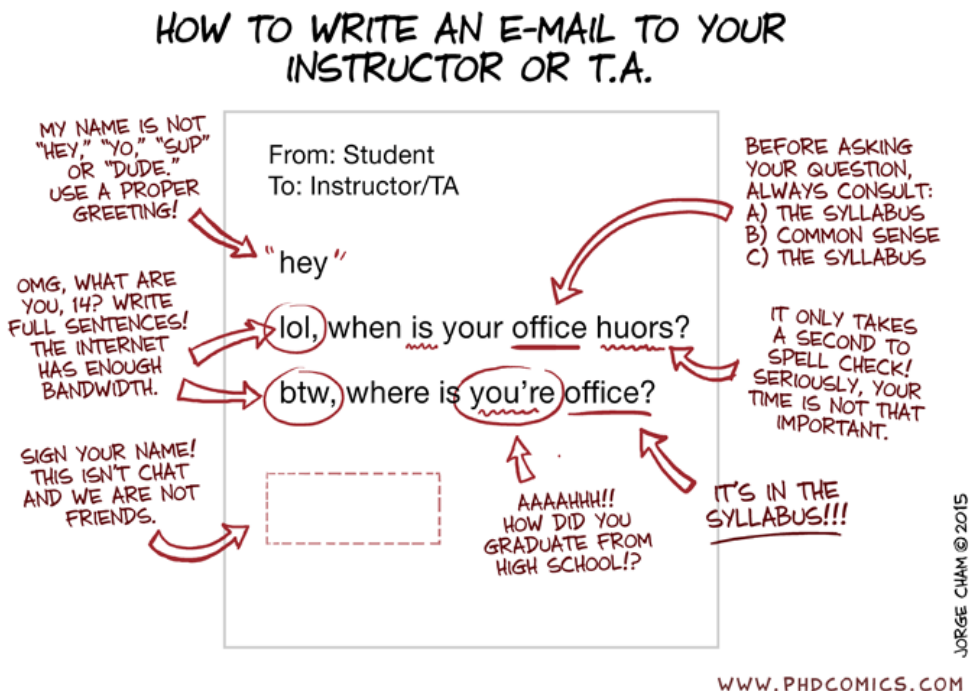 HOW TO WRITE AN E-MAIL TO YOUR
INSTRUCTOR OR T.A.
MY NAME IS NOT
"HEY," "YO," "SUP"
OR "DUDE."
USE A PROPER
GREETING!
From: Student
To: Instructor/TA
BEFORE ASKING
YOUR QUESTION,
ALWAYS CONSULT:
A) THE SYLLABUS
B) COMMON SENSE
C) THE SYLLABUS
"hey"
OMG, WHAT ARE
YOU, 14? WRITE
FULL SENTENCES!
THE INTERNET
HAS ENOUGH
BANDWIDTH.
lol, when is your office huors?
btw, where is you're office?
IT ONLY TAKES
A SECOND TO
SPELL CHECK!
SERIOUSLY, YOUR
TIME IS NOT THAT
IMPORTANT.
SIGN YOUR NAME!
THIS ISN'T CHAT
AND WE ARE NOT
FRIENDS.
AAAAHHH!!
HOW DID YOU
GRADUATE FROM
HIGH SCHOOL!?
IT'S IN THE
SYLLABUS!!!
JORGE CHAM © 2015
WWW.PHDCOMICS.COM